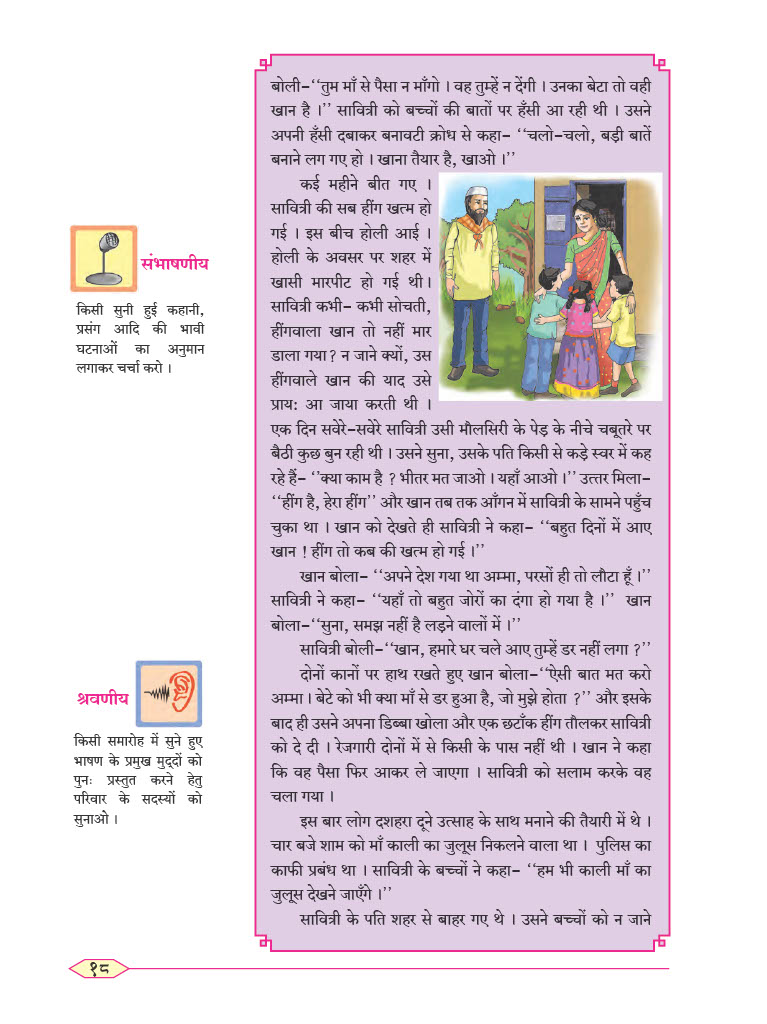 बोली–‘‘तुम माँ से पैसा न माँगो । वह तुम्हें न देंगी । उनका बेटा तो वही
खान है ।’’ सावित्री को बच्चों की बातों पर हँसी आ रही थी । उसने
अपनी हँसी दबाकर बनावटी क्रोध से कहा– ‘‘चलो–चलो, बड़ी बातें
बनाने लग गए हो । खाना तैयार है, खाओ ।’’
कई महीने बीत गए ।
सावित्री की सब हींग खत्म हो
गई । इस बीच होली आई ।
होली के अवसर पर शहर में
खासी मारपीट हो गई थी।
सावित्री कभी– कभी सोचती,
हींगवाला खान तो नहीं मार
डाला गया? न जाने क्यों, उस
हींगवाले खान की याद उसे
प्राय: आ जाया करती थी ।
एक दिन सवेरे–सवेरे सावित्री उसी मौलसिरी के पेड़ के नीचे चबूतरे पर
बैठी कुछ बुन रही थी । उसने सुना, उसके पति किसी से कड़े स्वर में कह
रहे हैं– ‘‘क्या काम है ? भीतर मत जाओ । यहाँ आओ ।’’ उत्तर मिला–
‘‘हींग है, हेरा हींग’’ और खान तब तक आँगन में सावित्री के सामने पहुँच
चुका था । खान को देखते ही सावित्री ने कहा– ‘‘बहुत दिनों में आए
खान ! हींग तो कब की खत्म हो गई ।’’
खान बोला– ‘‘अपने देश गया था अम्मा, परसों ही तो लौटा हूँ ।’’
सावित्री ने कहा– ‘‘यहाँ तो बहुत जोरों का दंगा हो गया है ।’’ खान
बोला–‘‘सुना, समझ नहीं है लड़ने वालों में ।’’
सावित्री बोली–‘‘खान, हमारे घर चले आए तुम्हें डर नहीं लगा ?’’
दोनों कानों पर हाथ रखते हुए खान बोला–‘‘ऐसी बात मत करो
अम्मा । बेटे को भी क्या माँ से डर हुआ है, जो मुझे होता ?’’ और इसके
बाद ही उसने अपना डिब्बा खोला और एक छटाँक हींग तौलकर सावित्री
को दे दी । रेजगारी दोनों में से किसी के पास नहीं थी । खान ने कहा
कि वह पैसा फिर आकर ले जाएगा । सावित्री को सलाम करके वह
चला गया ।
इस बार लोग दशहरा दूने उत्साह के साथ मनाने की तैयारी में थे ।
चार बजे शाम को माँ काली का जुलूस निकलने वाला था । पुलिस का
काफी प्रबंध था । सावित्री के बच्चों ने कहा– ‘‘हम भी काली माँ का
जुलूस देखने जाएँगे ।’’
सावित्री के पति शहर से बाहर गए थे । उसने बच्चों को न जाने
संभाषणीय
किसी सुनी हुई कहानी,
प्रसंग आदि की भावी
घटनाओं का अनुमान
लगाकर चर्चा करो ।
श्रवणीय
किसी समारोह में सुने हुए
भाषण के प्रमुख मुद्दों को
पुनः प्रस्तुत करने हेतु
परिवार के सदस्यों को
सुनाओ ।
१८